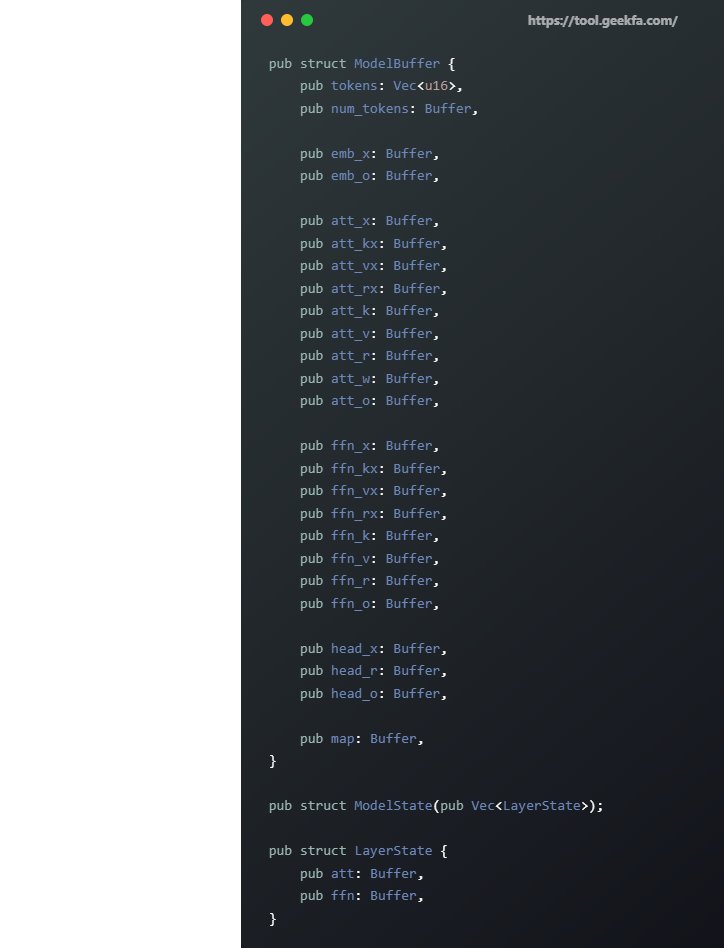 https://tool.geekfa.com/
pub struct ModelBuffer {
    pub tokens: Vec<u16>,
    pub num_tokens: Buffer,

    pub emb_x: Buffer,
    pub emb_o: Buffer,

    pub att_x: Buffer,
    pub att_kx: Buffer,
    pub att_vx: Buffer,
    pub att_rx: Buffer,
    pub att_k: Buffer,
    pub att_v: Buffer,
    pub att_r: Buffer,
    pub att_w: Buffer,
    pub att_o: Buffer,

    pub ffn_x: Buffer,
    pub ffn_kx: Buffer,
    pub ffn_vx: Buffer,
    pub ffn_rx: Buffer,
    pub ffn_k: Buffer,
    pub ffn_v: Buffer,
    pub ffn_r: Buffer,
    pub ffn_o: Buffer,

    pub head_x: Buffer,
    pub head_r: Buffer,
    pub head_o: Buffer,

    pub map: Buffer,
}

pub struct ModelState(pub Vec<LayerState>);

pub struct LayerState {
    pub att: Buffer,
    pub ffn: Buffer,
}